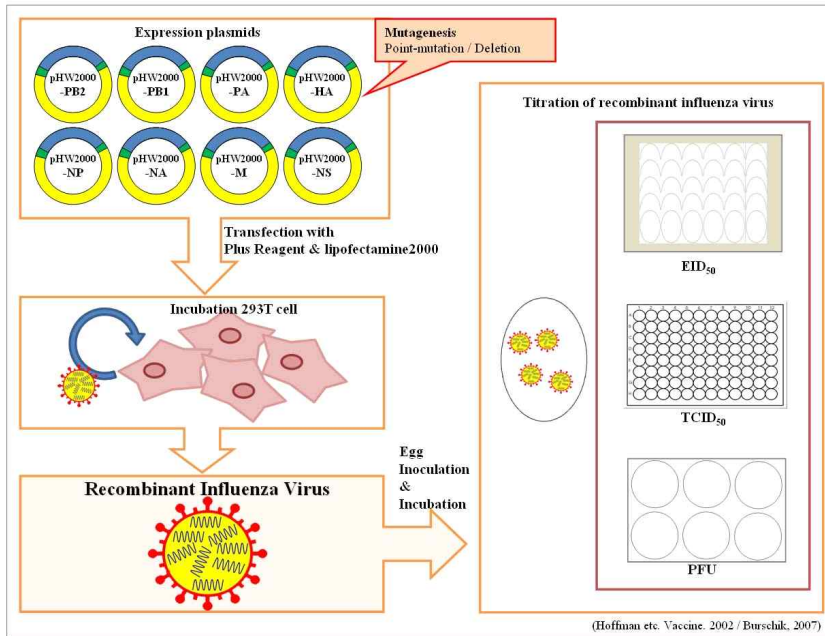 Expression plasmids
Mutagenesis
Point-mutation / Deletion
pHW2000
-PB2
pHW2000
-PB1
pHW2000
-PA
pHW2000
-HA
pHW2000
-NP
pHW2000
-NA
pHW2000
-M
pHW2000
-NS
Transfection with
Plus Reagent & lipofectamine2000
Incubation 293T cell
Recombinant Influenza Virus
Egg
Inoculation
&
Incubation
Titration of recombinant influenza virus
EID50
1 2 3 4 5 6 7 8 9 10 11 12
TCID50
PFU
(Hoffman etc. Vaccine. 2002 / Burschik, 2007)